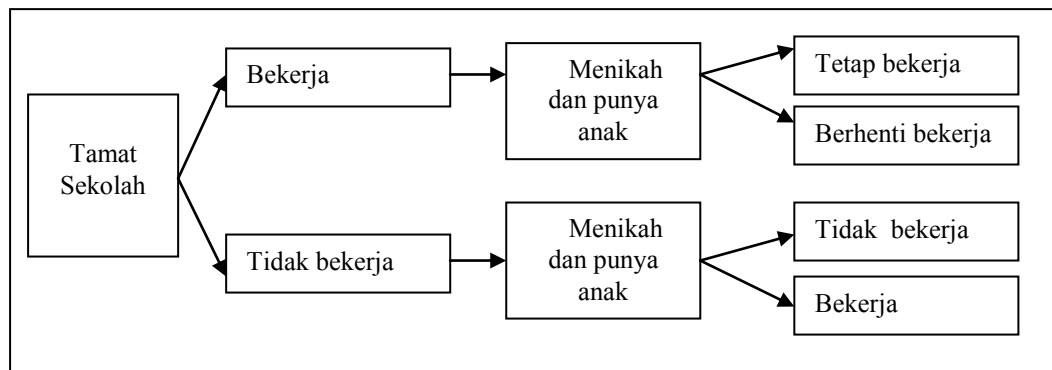 Tamat
Sekolah
Bekerja
Menikah
dan punya
anak
Tetap bekerja
Berhenti bekerja
Tidak bekerja
Menikah
dan punya
anak
Tidak  bekerja
Bekerja